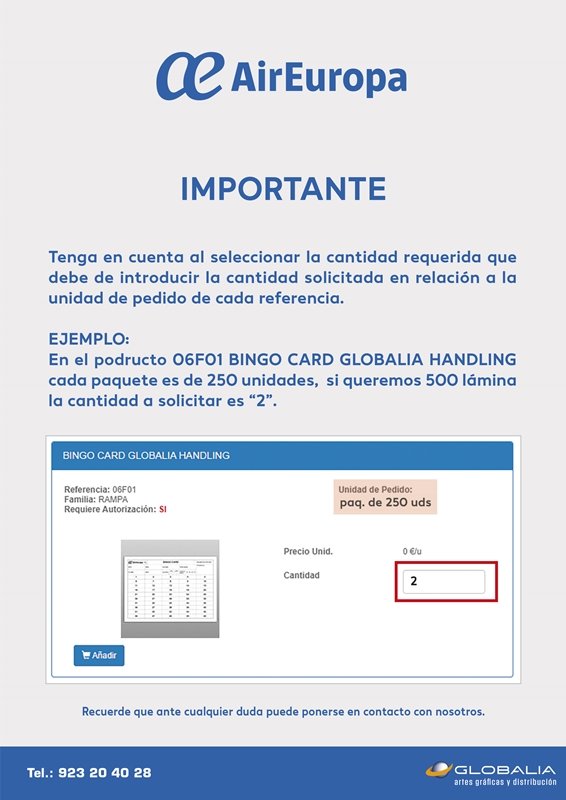 AirEuropa
IMPORTANTE
Tenga en cuenta al seleccionar la cantidad requerida que
debe de introducir la cantidad solicitada en relación a la
unidad de pedido de cada referencia.
EJEMPLO:
En el podructo 06F01 BINGO CARD GLOBALIA HANDLING
cada paquete es de 250 unidades, si queremos 500 lámina
la cantidad a solicitar es “2”.
BINGO CARD GLOBALIA HANDLING
Referencia: 06F01
Familia: RAMPA
Requiere Autorización: SI
Unidad de Pedido:
paq. de 250 uds
Precio Unid. 0 €/u
Cantidad 2
AirEuropa BINGO CARD
Añadir
Recuerde que ante cualquier duda puede ponerse en contacto con nosotros.
Tel.: 923 20 40 28
GLOBALIA
artes gráficas y distribución